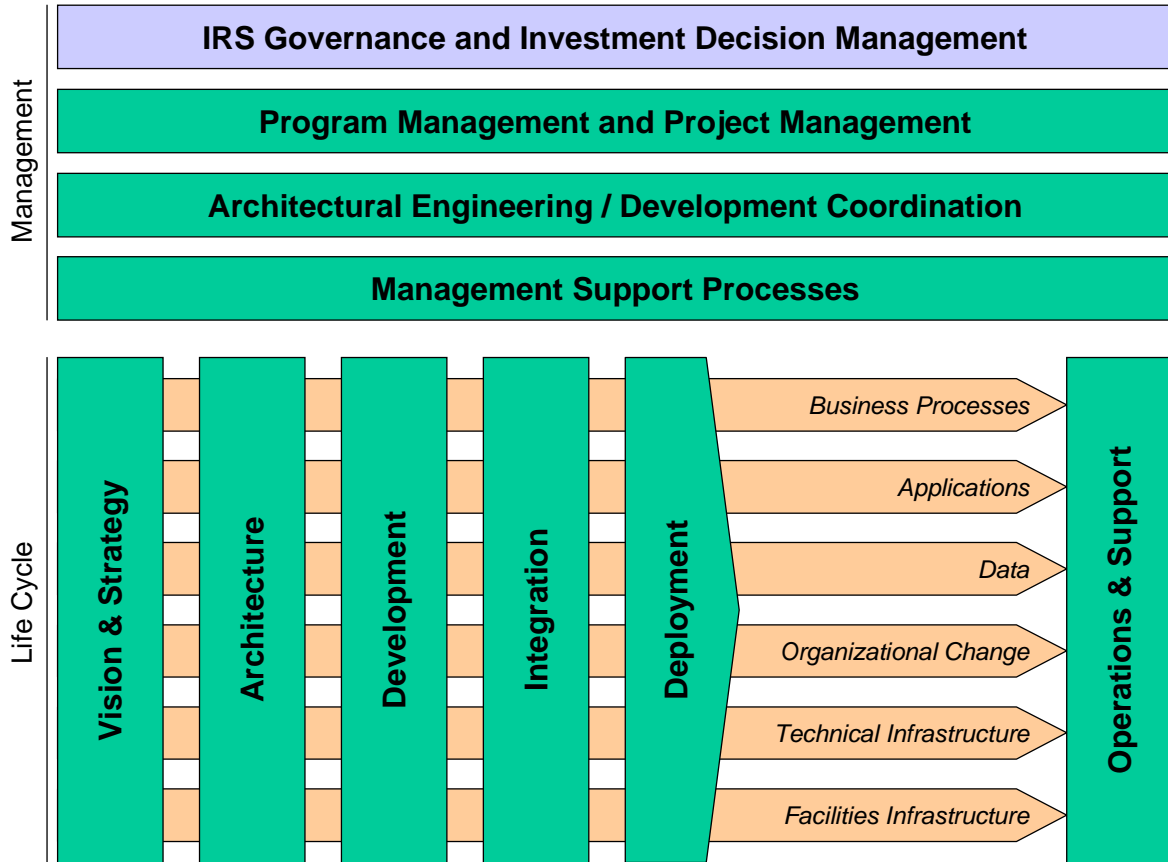 Management
IRS Governance and Investment Decision Management
Program Management and Project Management
Architectural Engineering / Development Coordination
Management Support Processes
Life Cycle
Vision & Strategy
Architecture
Development
Integration
Deployment
Business Processes
Applications
Data
Organizational Change
Technical Infrastructure
Facilities Infrastructure
Operations & Support